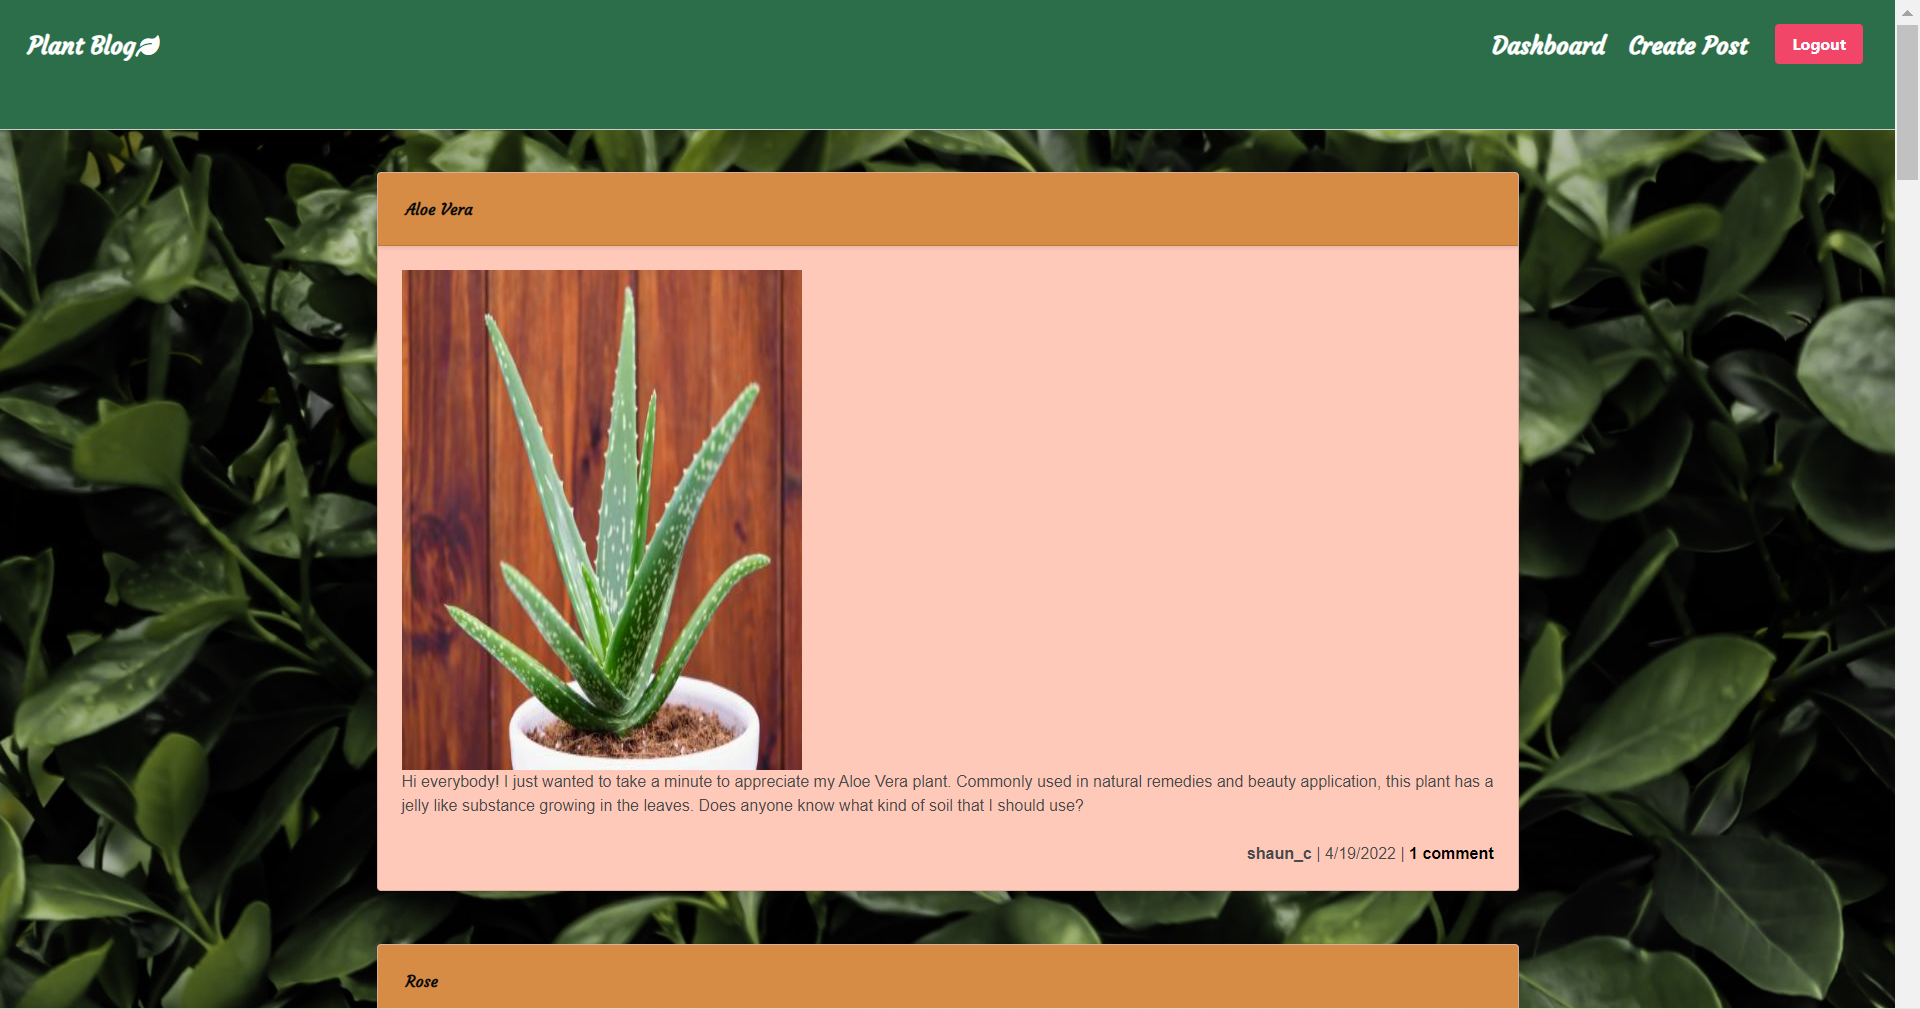 Plant Blog
Dashboard Create Post Logout
Aloe Vera
Hi everybody! I just wanted to take a minute to appreciate my Aloe Vera plant. Commonly used in natural remedies and beauty application, this plant has a
jelly like substance growing in the leaves. Does anyone know what kind of soil that I should use?
shaun_c | 4/19/2022 | 1 comment
Rose